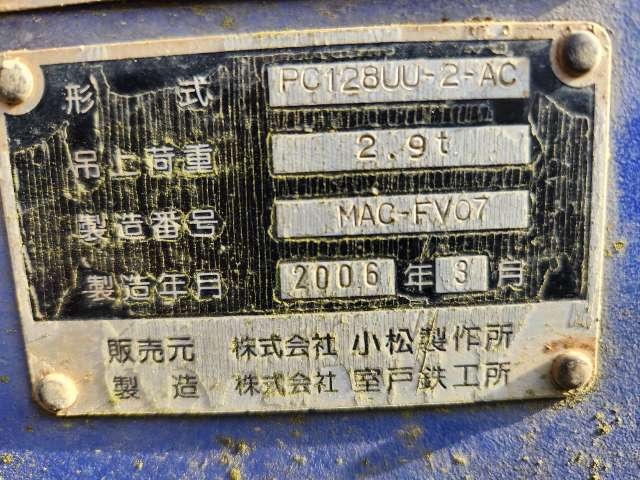 形式 PC128UU-2-AC
吊上荷重 2.9t
製造番号 MAC-FV07
製造年月 2006年3月
販売元 株式会社 小松製作所
製造 株式会社 室戸鉄工所